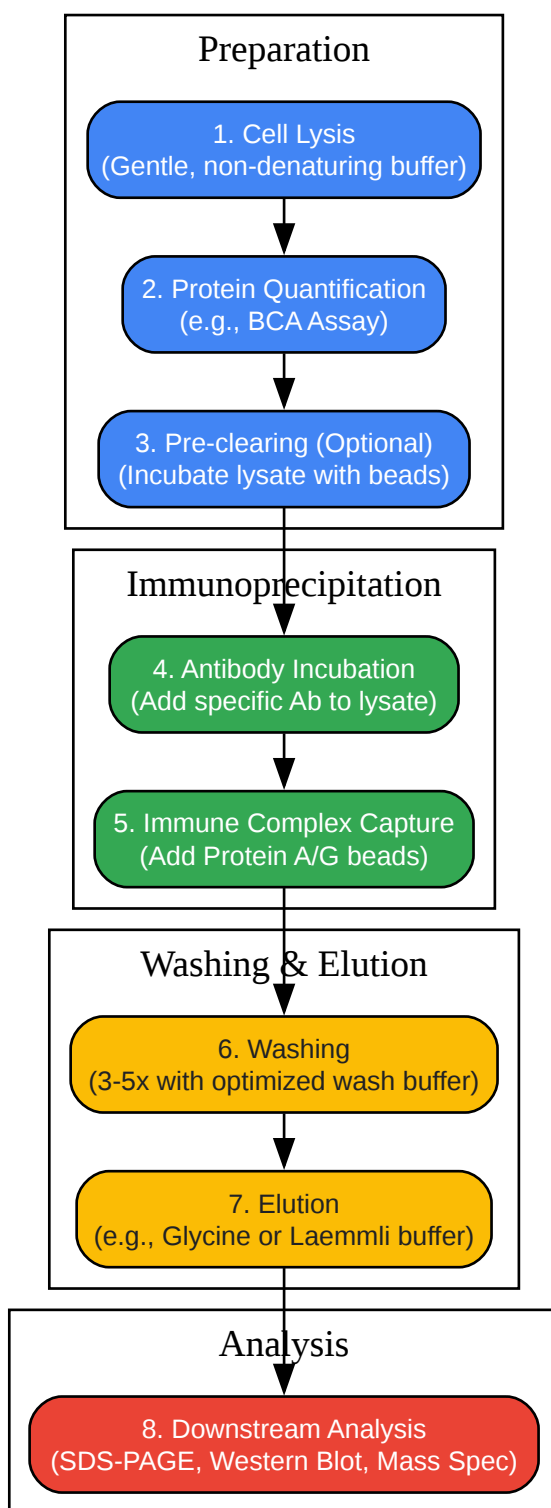 Preparation
1. Cell Lysis
(Gentle, non-denaturing buffer)
2. Protein Quantification
(e.g., BCA Assay)
3. Pre-clearing (Optional)
(Incubate lysate with beads)
Immunoprecipitation
4. Antibody Incubation
(Add specific Ab to lysate)
5. Immune Complex Capture
(Add Protein A/G beads)
Washing & Elution
6. Washing
(3-5x with optimized wash buffer)
7. Elution
(e.g., Glycine or Laemmli buffer)
Analysis
8. Downstream Analysis
(SDS-PAGE, Western Blot, Mass Spec)